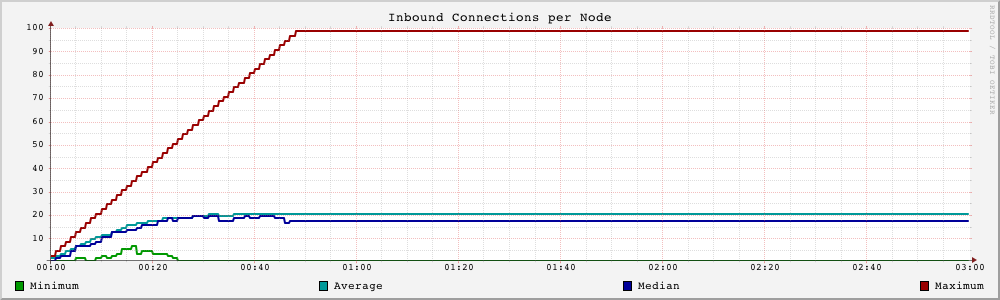 Inbound Connections per Node
RRDTOOL / TOBI OETIKER
100
90
80
70
60
50
40
30
20
10
00:00 00:20 00:40 01:00 01:20 01:40 02:00 02:20 02:40 03:00
Minimum Average Median Maximum